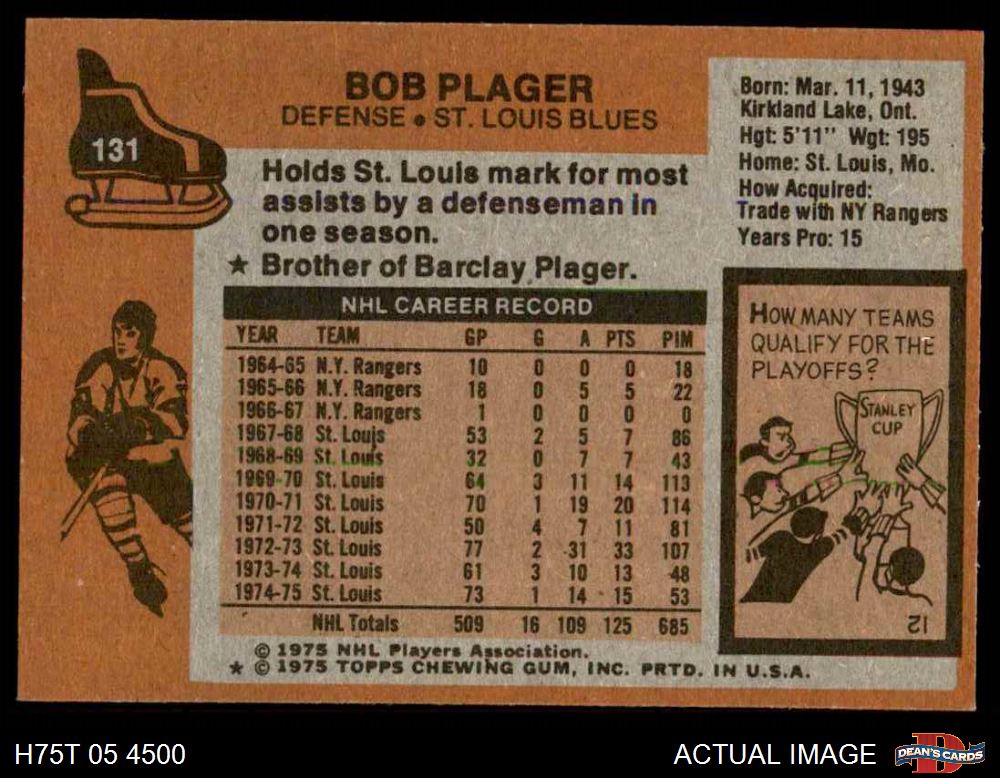 131
BOB PLAGER
DEFENSE • ST. LOUIS BLUES
Holds St. Louis mark for most
assists by a defenseman in
one season.
★ Brother of Barclay Plager.
Born: Mar. 11, 1943
Kirkland Lake, Ont.
Hgt: 5'11" Wgt: 195
Home: St. Louis, Mo.
How Acquired:
Trade with NY Rangers
Years Pro: 15
NHL CAREER RECORD
YEAR TEAM GP G A PTS PIM
1964-65 N.Y. Rangers 10 0 0 0 18
1965-66 N.Y. Rangers 18 0 5 5 22
1966-67 N.Y. Rangers 1 0 0 0 0
1967-68 St. Louis 53 2 5 7 86
1968-69 St. Louis 32 0 7 7 43
1969-70 St. Louis 64 3 11 14 113
1970-71 St. Louis 70 1 19 20 114
1971-72 St. Louis 50 4 7 11 81
1972-73 St. Louis 77 2 31 33 107
1973-74 St. Louis 61 3 10 13 48
1974-75 St. Louis 73 1 14 15 53
NHL Totals 509 16 109 125 685
© 1975 NHL Players Association.
★ © 1975 TOPPS CHEWING GUM, INC. PRTD. IN U.S.A.
HOW MANY TEAMS
QUALIFY FOR THE
PLAYOFFS?
STANLEY
CUP
12
H75T 05 4500
ACTUAL IMAGE
DEAN'S CARDS